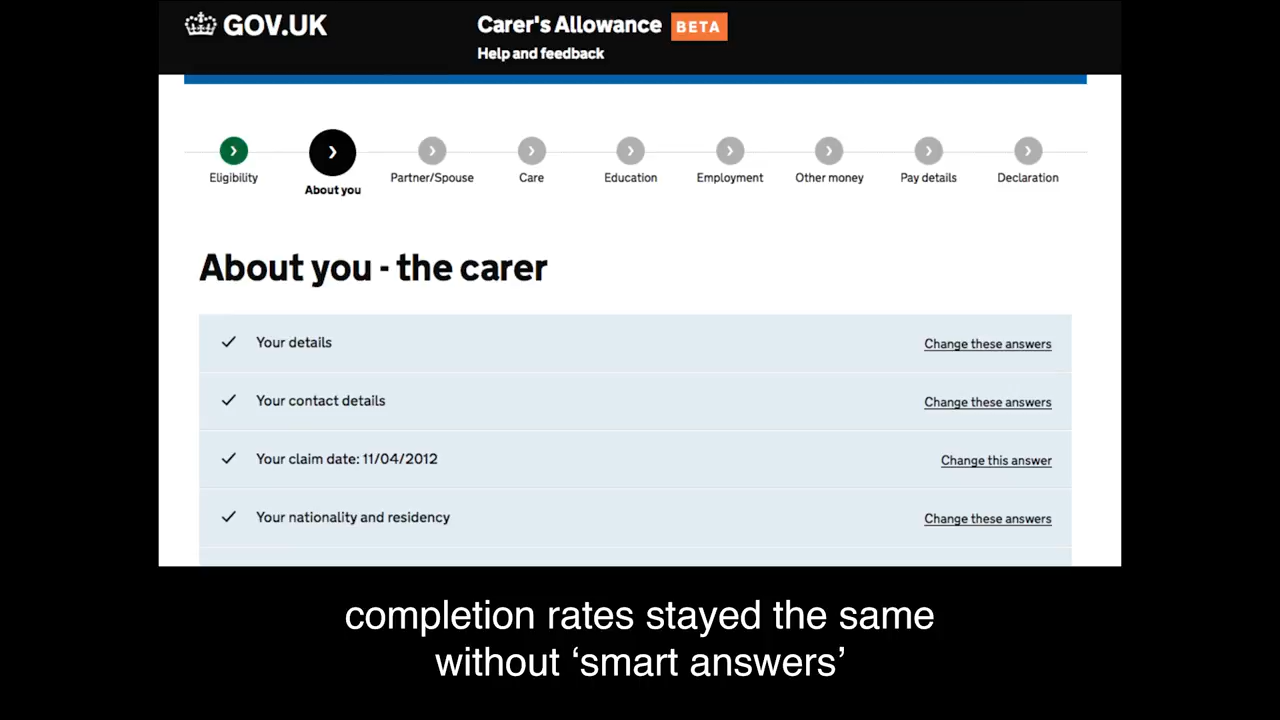 GOV.UK
Carer's Allowance BETA
Help and feedback
Eligibility
About you
Partner/Spouse
Care
Education
Employment
Other money
Pay details
Declaration
About you - the carer
Your details
Change these answers
Your contact details
Change these answers
Your claim date: 11/04/2012
Change this answer
Your nationality and residency
Change these answers
completion rates stayed the same
without ‘smart answers’